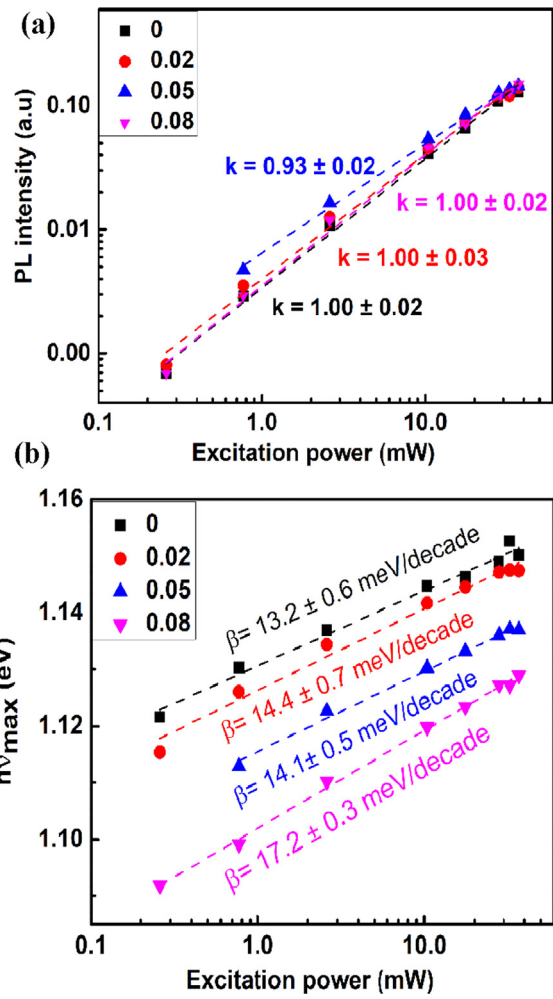 (a)
0
0.02
0.05
0.08
0.10
0.01
0.00
PL intensity (a.u)
k = 0.93 ± 0.02
k = 1.00 ± 0.02
k = 1.00 ± 0.03
k = 1.00 ± 0.02
0.1
1.0
10.0
Excitation power (mW)
(b)
1.16
1.14
1.12
1.10
0
0.02
0.05
0.08
hνmax (eV)
β= 13.2 ± 0.6 meV/decade
β= 14.4 ± 0.7 meV/decade
β= 14.1± 0.5 meV/decade
β= 17.2 ± 0.3 meV/decade
0.1
1.0
10.0
Excitation power (mW)